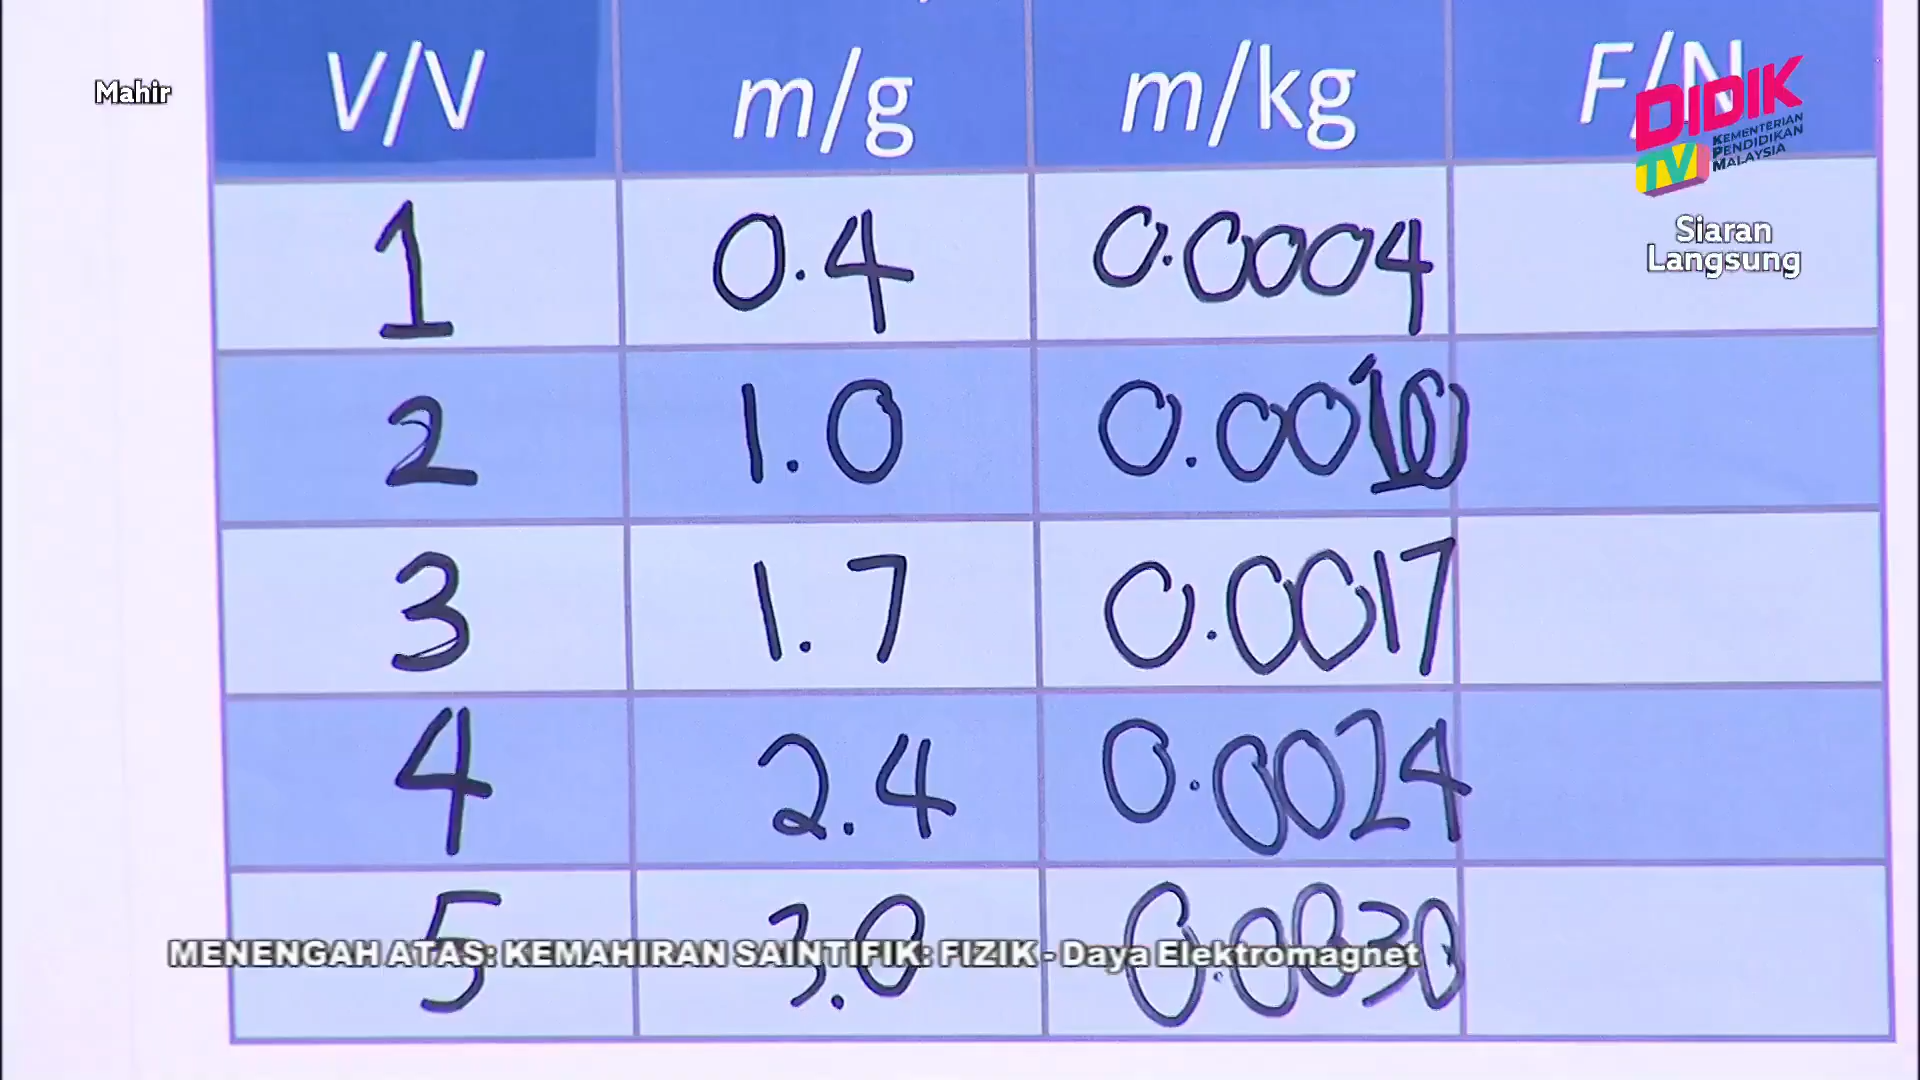 Mahir
V/V m/g m/kg F/N
DIDIK
TV
KEMENTERIAN
PENDIDIKAN
MALAYSIA
Siaran
Langsung
1 0.4 0.0004
2 1.0 0.0010
3 1.7 0.0017
4 2.4 0.0024
5 3.0 0.0030
MENENGAH ATAS: KEMAHIRAN SAINTIFIK: FIZIK - Daya Elektromagnet